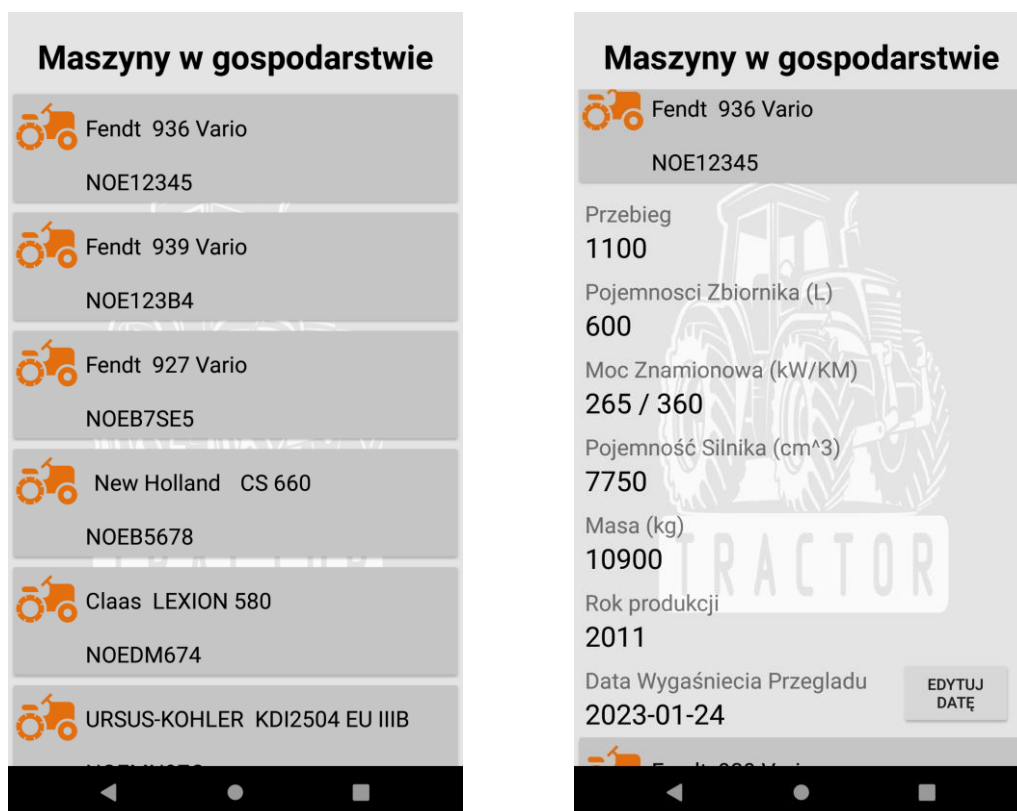 Maszyny w gospodarstwie
Fendt 936 Vario
NOE12345
Fendt 939 Vario
NOE123B4
Fendt 927 Vario
NOEB7SE5
New Holland CS 660
NOEB5678
Claas LEXION 580
NOEDM674
URSUS-KOHLER KDI2504 EU IIIB
Maszyny w gospodarstwie
Fendt 936 Vario
NOE12345
Przebieg
1100
Pojemnosci Zbiornika (L)
600
Moc Znamionowa (kW/KM)
265 / 360
Pojemność Silnika (cm^3)
7750
Masa (kg)
10900
TRACTOR
Rok produkcji
2011
Data Wygaśniecia Przegladu
2023-01-24
EDYTUJ
DATĘ